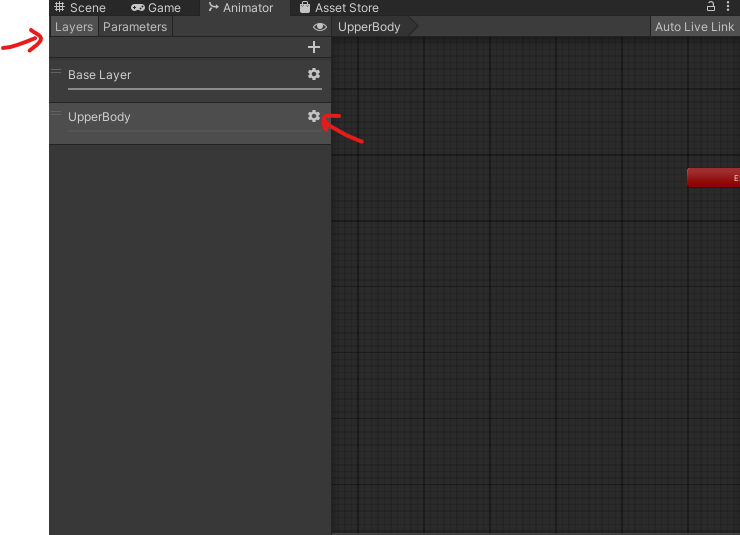 Scene Game Animator Asset Store
Layers Parameters UpperBody Auto Live Link
Base Layer
UpperBody
E